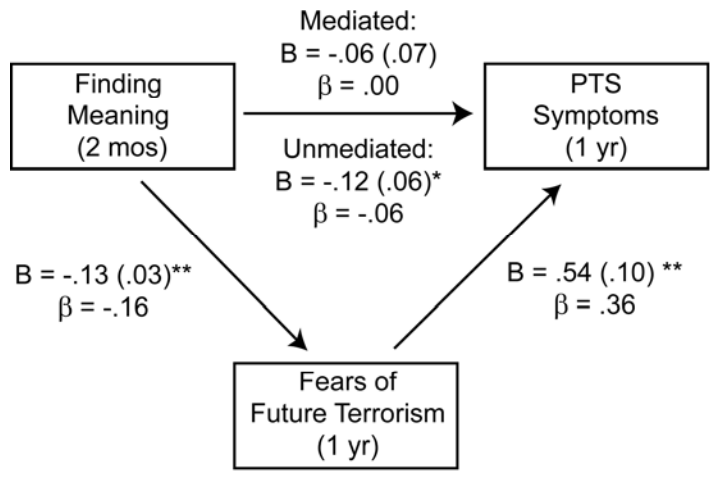 Mediated:
B = -.06 (.07)
β = .00
Finding
Meaning
(2 mos)
PTS
Symptoms
(1 yr)
Unmediated:
B = -.12 (.06)*
β = -.06
B = -.13 (.03)**
β = -.16
B = .54 (.10) **
β = .36
Fears of
Future Terrorism
(1 yr)